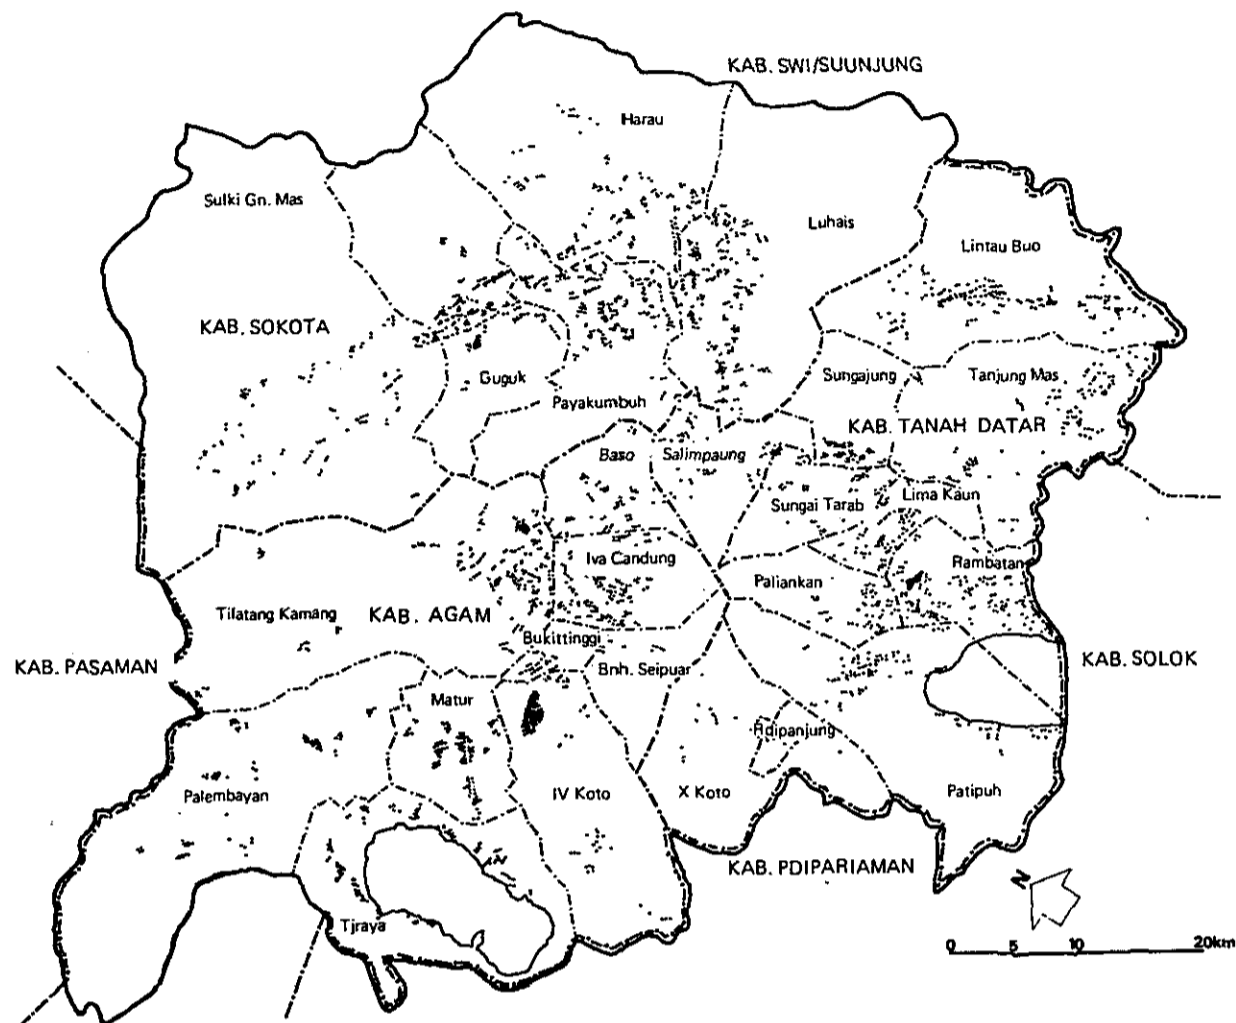 KAB. SWI/SUUNJUNG
Harau
Sulki Gn. Mas
Luhais
Lintau Buo
KAB. SOKOTA
Guguk
Sungajung
Tanjung Mas
Payakumbuh
KAB. TANAH DATAR
Baso
Salimpaung
Sungai Tarab
Lima Kaun
Iva Candung
Paliankan
Rambatan
Tilatang Kamang
KAB. AGAM
Bukittinggi
KAB. PASAMAN
Bnh. Seipuar
KAB. SOLOK
Matur
Pdipanjung
Palembayan
IV Koto
X Koto
Patipuh
KAB. PDIPARIAMAN
N
Tjraya
0 5 10 20km